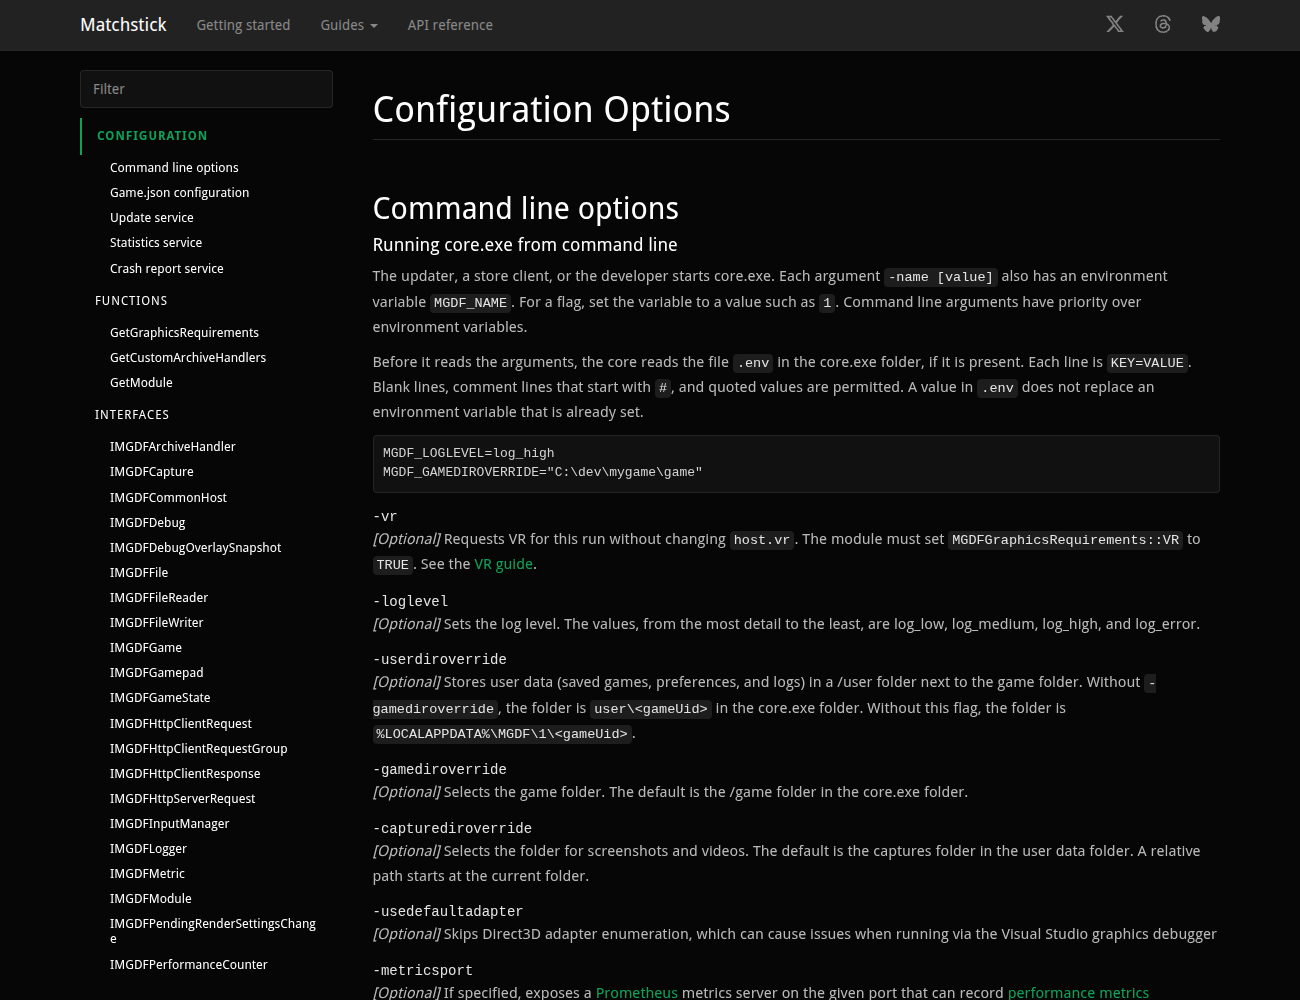 Matchstick
Getting started
Guides
API reference
Filter
CONFIGURATION
Command line options
Game.json configuration
Update service
Statistics service
Crash report service
FUNCTIONS
GetGraphicsRequirements
GetCustomArchiveHandlers
GetModule
INTERFACES
IMGDFArchiveHandler
IMGDFCapture
IMGDFCommonHost
IMGDFDebug
IMGDFDebugOverlaySnapshot
IMGDFFile
IMGDFFileReader
IMGDFFileWriter
IMGDFGame
IMGDFGamepad
IMGDFGameState
IMGDFHttpClientRequest
IMGDFHttpClientRequestGroup
IMGDFHttpClientResponse
IMGDFHttpServerRequest
IMGDFInputManager
IMGDFLogger
IMGDFMetric
IMGDFModule
IMGDFPendingRenderSettingsChang
e
IMGDFPerformanceCounter
Configuration Options
Command line options
Running core.exe from command line
The updater, a store client, or the developer starts core.exe. Each argument -name [value] also has an environment
variable MGDF_NAME. For a flag, set the variable to a value such as 1. Command line arguments have priority over
environment variables.
Before it reads the arguments, the core reads the file .env in the core.exe folder, if it is present. Each line is KEY=VALUE.
Blank lines, comment lines that start with #, and quoted values are permitted. A value in .env does not replace an
environment variable that is already set.
MGDF_LOGLEVEL=log_high
MGDF_GAMEDIROVERRIDE="C:\dev\mygame\game"
-vr
[Optional] Requests VR for this run without changing host.vr. The module must set MGDFGraphicsRequirements::VR to
TRUE. See the VR guide.
-loglevel
[Optional] Sets the log level. The values, from the most detail to the least, are log_low, log_medium, log_high, and log_error.
-userdiroverride
[Optional] Stores user data (saved games, preferences, and logs) in a /user folder next to the game folder. Without -
gamediroverride, the folder is user\<gameUid> in the core.exe folder. Without this flag, the folder is
%LOCALAPPDATA%\MGDF\1\<gameUid>.
-gamediroverride
[Optional] Selects the game folder. The default is the /game folder in the core.exe folder.
-capturediroverride
[Optional] Selects the folder for screenshots and videos. The default is the captures folder in the user data folder. A relative
path starts at the current folder.
-usedefaultadapter
[Optional] Skips Direct3D adapter enumeration, which can cause issues when running via the Visual Studio graphics debugger
-metricsport
[Optional] If specified, exposes a Prometheus metrics server on the given port that can record performance metrics